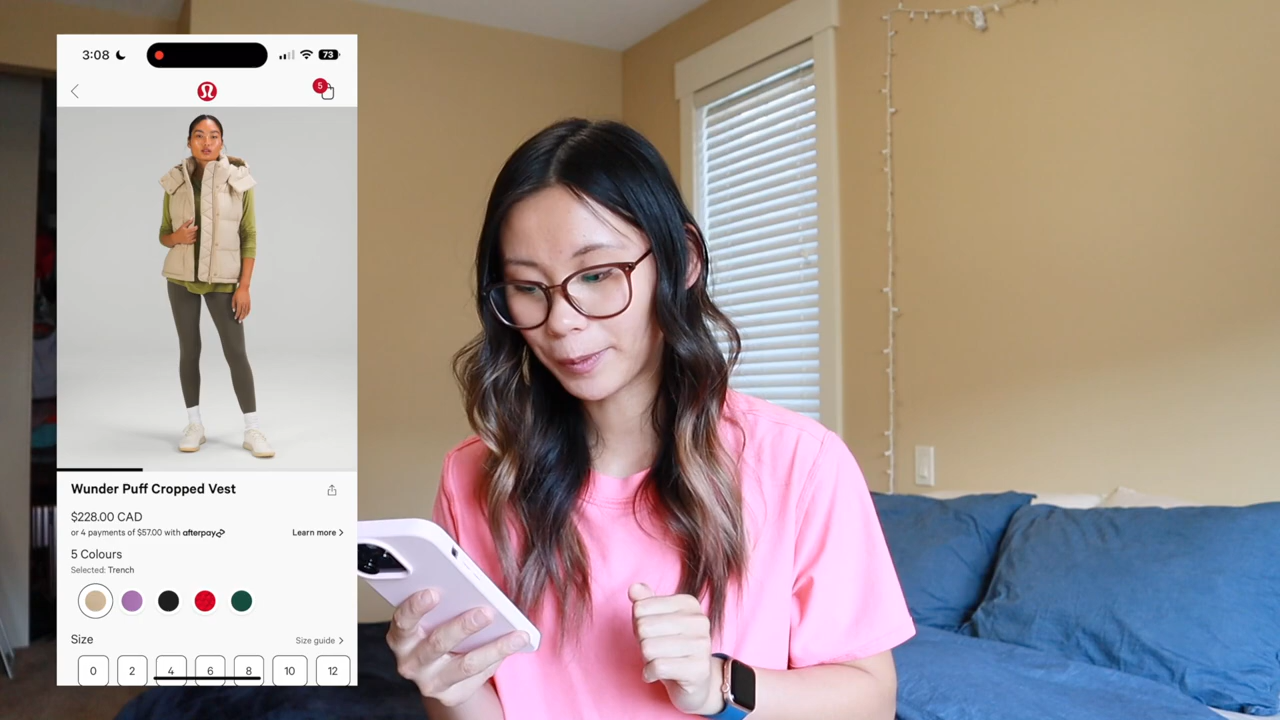 3:08
73
5
Wunder Puff Cropped Vest
$228.00 CAD
or 4 payments of $57.00 with afterpay
Learn more
5 Colours
Selected: Trench
Size
Size guide
0 2 4 6 8 10 12